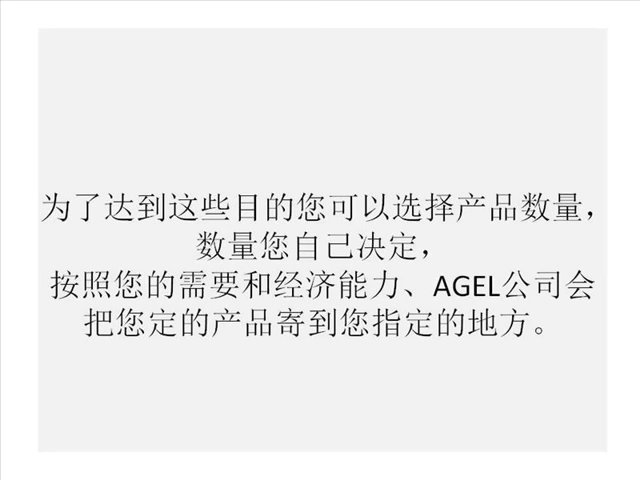 为了达到这些目的您可以选择产品数量，
数量您自己决定，
按照您的需要和经济能力、AGEL公司会
把您定的产品寄到您指定的地方。